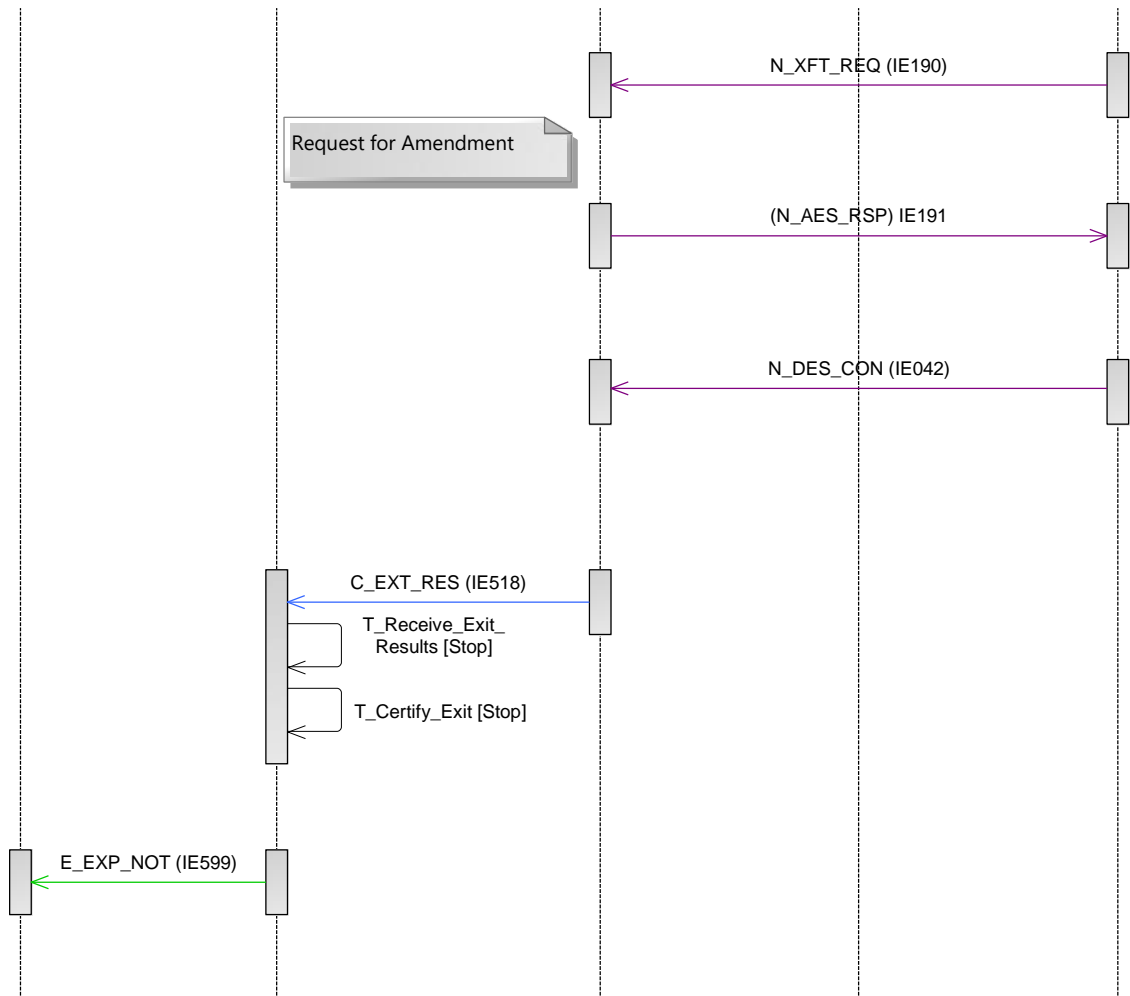 N_XFT_REQ (IE190)
Request for Amendment
(N_AES_RSP) IE191
N_DES_CON (IE042)
C_EXT_RES (IE518)
T_Receive_Exit_
Results [Stop]
T_Certify_Exit [Stop]
E_EXP_NOT (IE599)